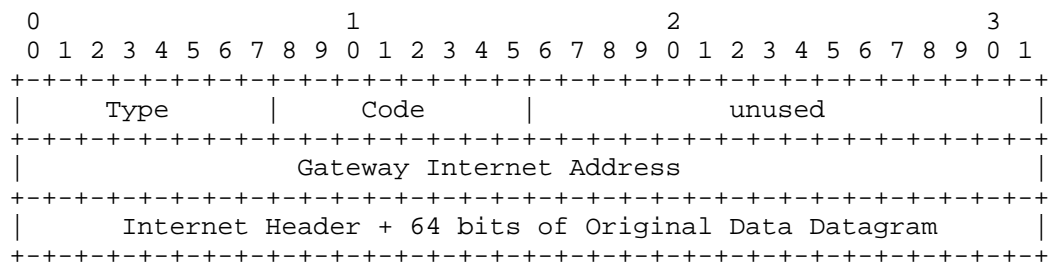 0                   1                   2                   3
 0 1 2 3 4 5 6 7 8 9 0 1 2 3 4 5 6 7 8 9 0 1 2 3 4 5 6 7 8 9 0 1
+-+-+-+-+-+-+-+-+-+-+-+-+-+-+-+-+-+-+-+-+-+-+-+-+-+-+-+-+-+-+-+-+
|     Type      |     Code      |            unused             |
+-+-+-+-+-+-+-+-+-+-+-+-+-+-+-+-+-+-+-+-+-+-+-+-+-+-+-+-+-+-+-+-+
|                 Gateway Internet Address                      |
+-+-+-+-+-+-+-+-+-+-+-+-+-+-+-+-+-+-+-+-+-+-+-+-+-+-+-+-+-+-+-+-+
|      Internet Header + 64 bits of Original Data Datagram      |
+-+-+-+-+-+-+-+-+-+-+-+-+-+-+-+-+-+-+-+-+-+-+-+-+-+-+-+-+-+-+-+-+